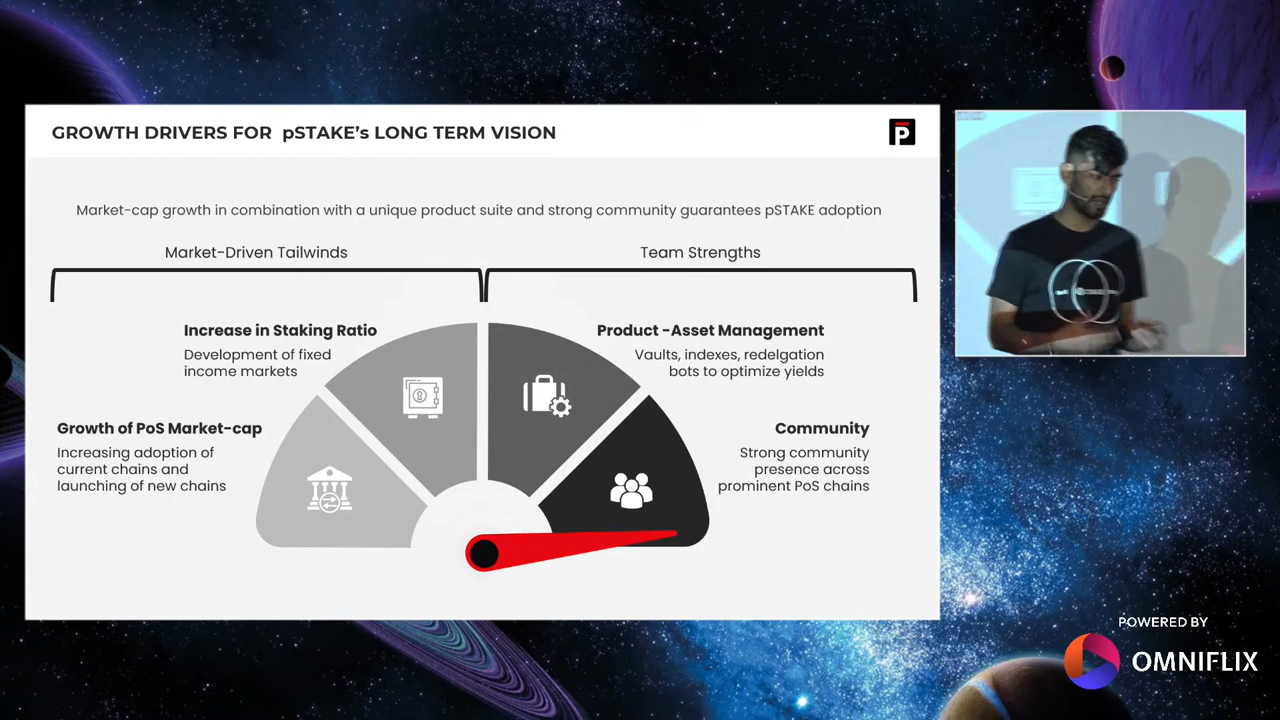 GROWTH DRIVERS FOR pSTAKE's LONG TERM VISION
Market-cap growth in combination with a unique product suite and strong community guarantees pSTAKE adoption
Market-Driven Tailwinds
Team Strengths
Increase in Staking Ratio
Development of fixed
income markets
Growth of PoS Market-cap
Increasing adoption of
current chains and
launching of new chains
Product -Asset Management
Vaults, indexes, redelgation
bots to optimize yields
Community
Strong community
presence across
prominent PoS chains
POWERED BY
OMNIFLIX